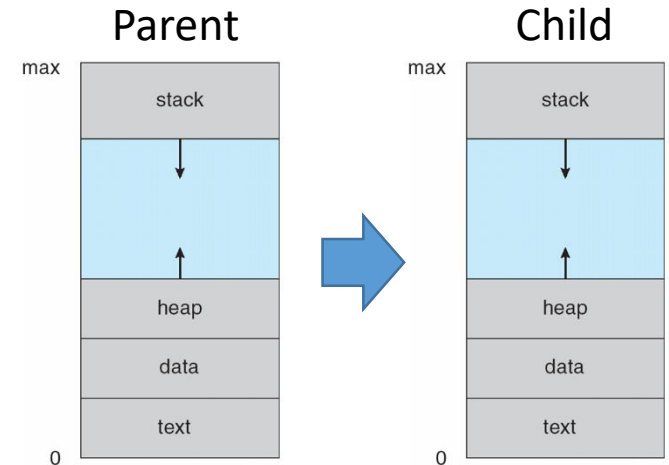 Parent
max
stack
heap
data
text
0
Child
max
stack
heap
data
text
0